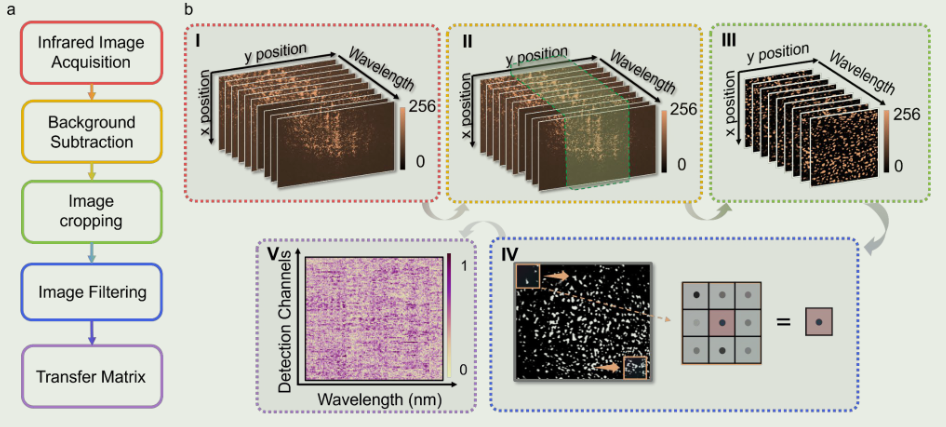 a
Infrared Image
Acquisition
Background
Subtraction
Image
cropping
Image Filtering
Transfer Matrix
b
I
y position
Wavelength
x position
256
0
II
y position
Wavelength
x position
256
0
III
y position
Wavelength
x position
256
0
V
Detection Channels
1
0
Wavelength (nm)
IV
=